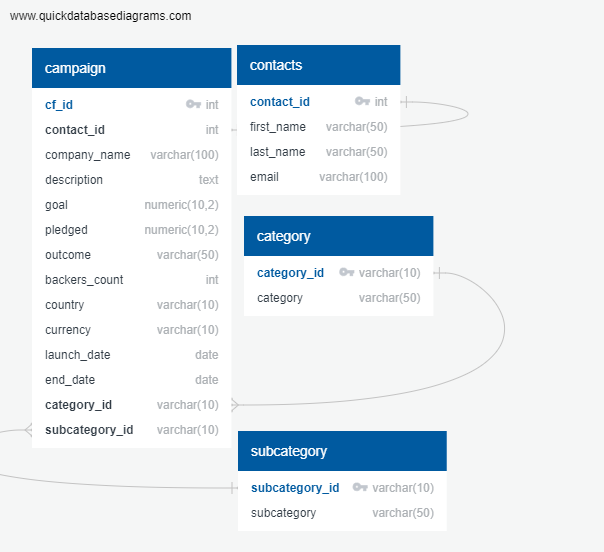 www.quickdatabasediagrams.com
campaign
cf_id int
contact_id int
company_name varchar(100)
description text
goal numeric(10,2)
pledged numeric(10,2)
outcome varchar(50)
backers_count int
country varchar(10)
currency varchar(10)
launch_date date
end_date date
category_id varchar(10)
subcategory_id varchar(10)
contacts
contact_id int
first_name varchar(50)
last_name varchar(50)
email varchar(100)
category
category_id varchar(10)
category varchar(50)
subcategory
subcategory_id varchar(10)
subcategory varchar(50)